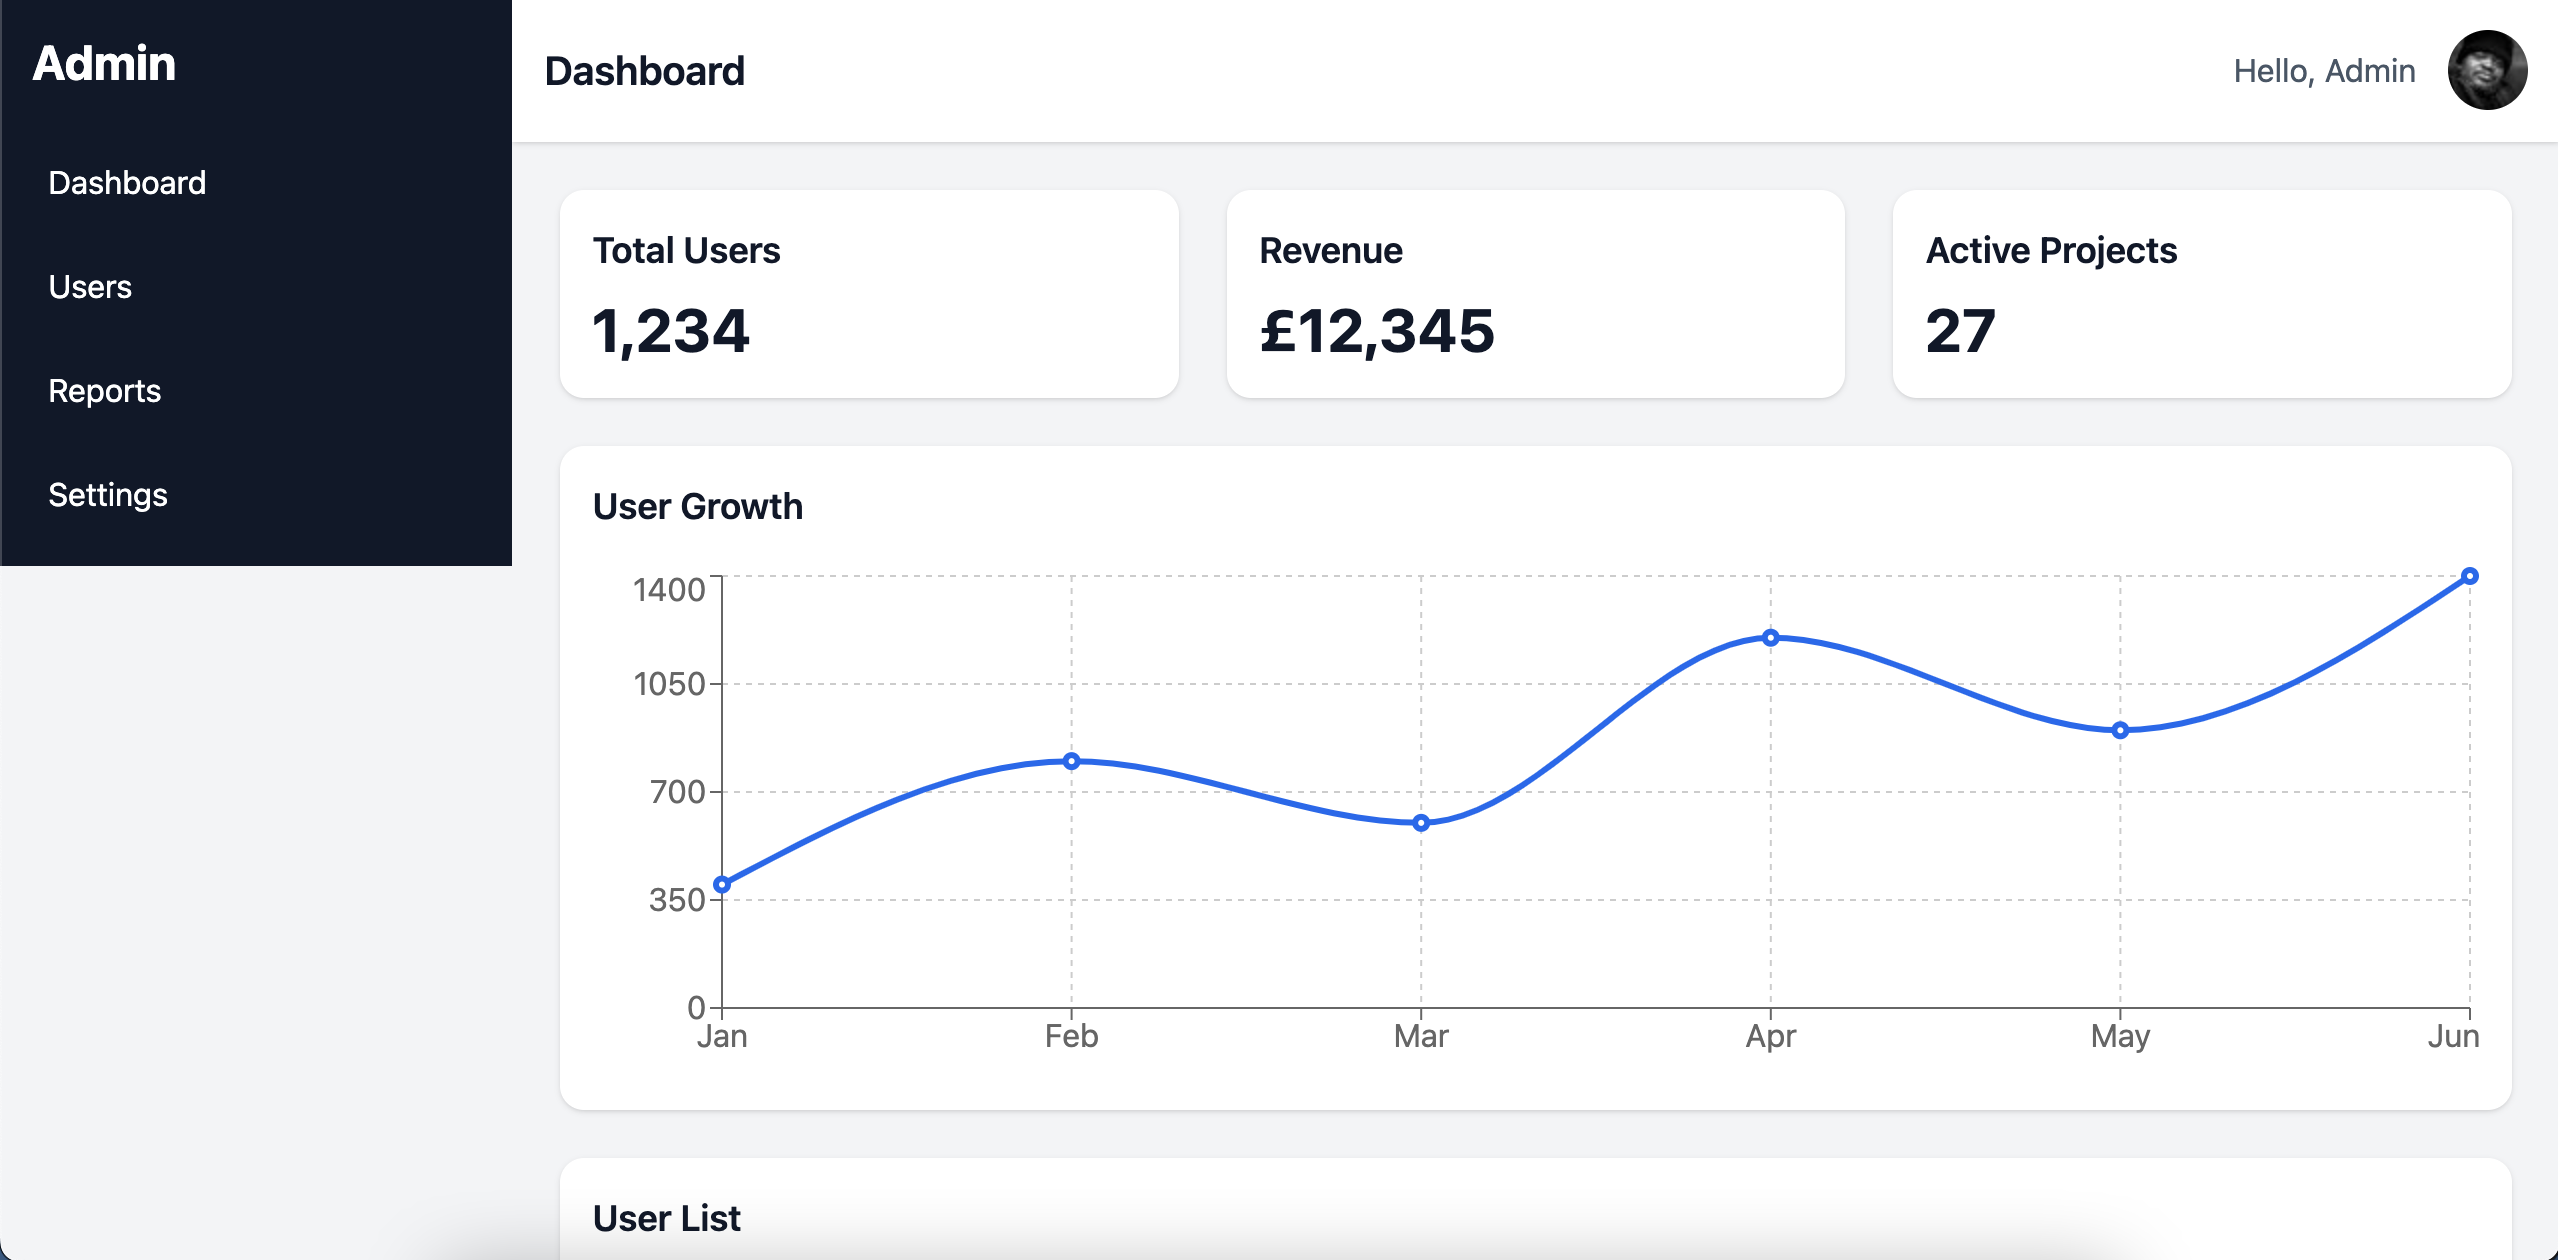 Admin
Dashboard
Users
Reports
Settings
Dashboard
Hello, Admin
Total Users
1,234
Revenue
£12,345
Active Projects
27
User Growth
1400
1050
700
350
0
Jan Feb Mar Apr May Jun
User List